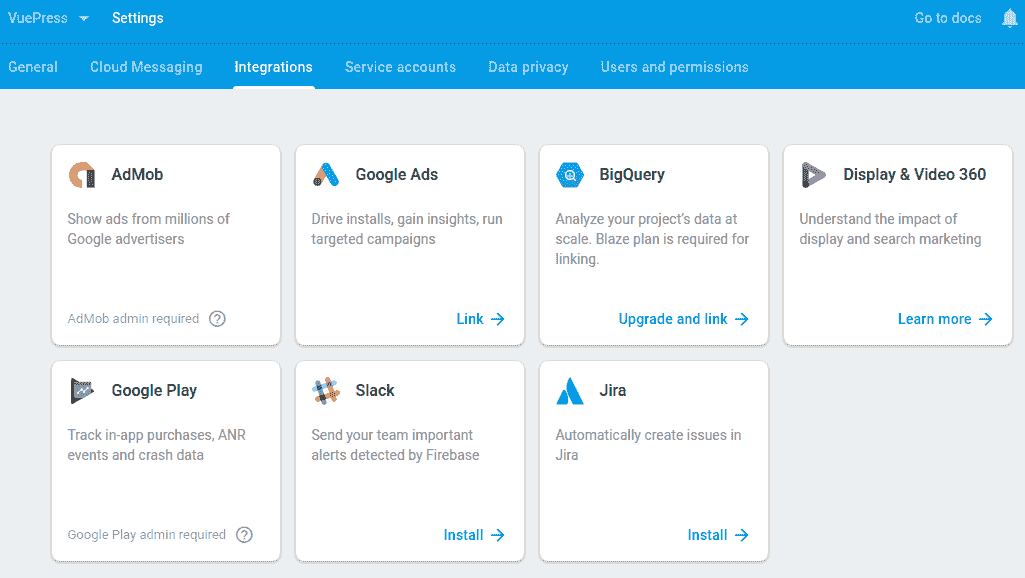 VuePress Settings Go to docs
General Cloud Messaging Integrations Service accounts Data privacy Users and permissions
AdMob
Show ads from millions of
Google advertisers
AdMob admin required ?
Google Ads
Drive installs, gain insights, run
targeted campaigns
Link →
BigQuery
Analyze your project's data at
scale. Blaze plan is required for
linking.
Upgrade and link →
Display & Video 360
Understand the impact of
display and search marketing
Learn more →
Google Play
Track in-app purchases, ANR
events and crash data
Google Play admin required ?
Slack
Send your team important
alerts detected by Firebase
Install →
Jira
Automatically create issues in
Jira
Install →